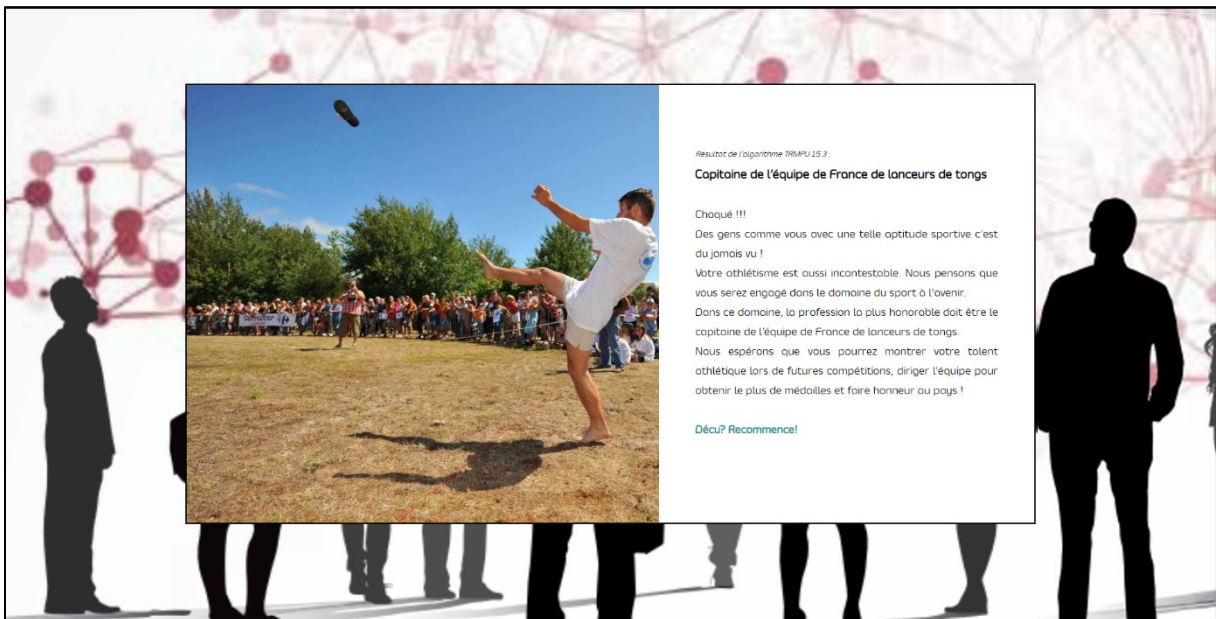 Carrefour
Résultat de l'algorithme TRMPU 15.3 :
Capitaine de l'équipe de France de lanceurs de tongs
Choqué !!!
Des gens comme vous avec une telle aptitude sportive c'est
du jamais vu !
Votre athlétisme est aussi incontestable. Nous pensons que
vous serez engagé dans le domaine du sport à l'avenir.
Dans ce domaine, la profession la plus honorable doit être le
capitaine de l'équipe de France de lanceurs de tongs.
Nous espérons que vous pourrez montrer votre talent
athlétique lors de futures compétitions, diriger l'équipe pour
obtenir le plus de médailles et faire honneur au pays !
Décu? Recommence!